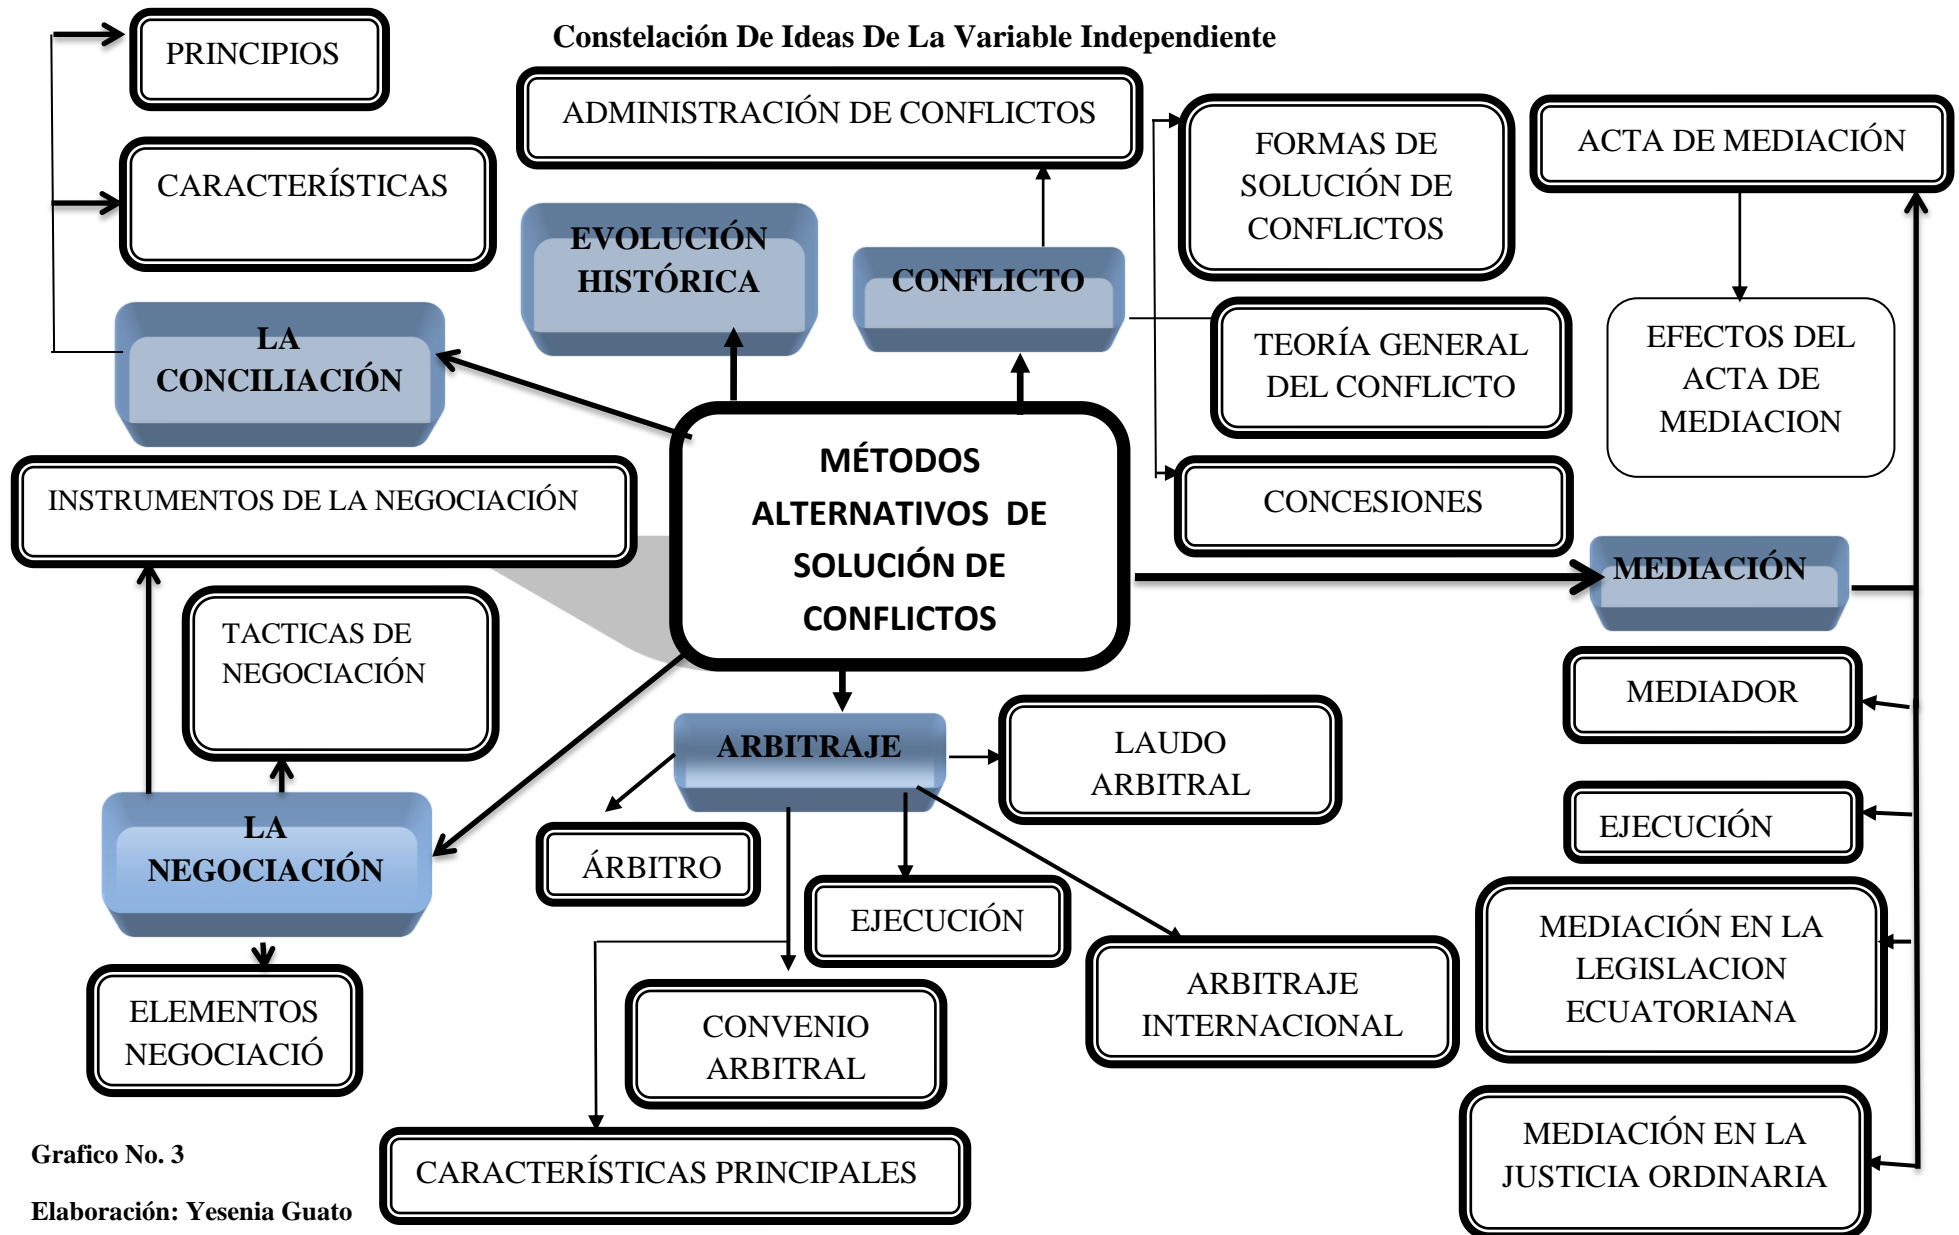 Constelación De Ideas De La Variable Independiente
PRINCIPIOS
CARACTERÍSTICAS
LA
CONCILIACIÓN
EVOLUCIÓN
HISTÓRICA
ADMINISTRACIÓN DE CONFLICTOS
CONFLICTO
FORMAS DE
SOLUCIÓN DE
CONFLICTOS
TEORÍA GENERAL
DEL CONFLICTO
CONCESIONES
ACTA DE MEDIACIÓN
EFECTOS DEL
ACTA DE
MEDIACION
INSTRUMENTOS DE LA NEGOCIACIÓN
MÉTODOS
ALTERNATIVOS DE
SOLUCIÓN DE
CONFLICTOS
MEDIACIÓN
TACTICAS DE
NEGOCIACIÓN
MEDIADOR
ARBITRAJE
LAUDO
ARBITRAL
LA
NEGOCIACIÓN
ÁRBITRO
EJECUCIÓN
EJECUCIÓN
MEDIACIÓN EN LA
LEGISLACION
ECUATORIANA
ELEMENTOS
NEGOCIACIÓ
CONVENIO
ARBITRAL
ARBITRAJE
INTERNACIONAL
MEDIACIÓN EN LA
JUSTICIA ORDINARIA
CARACTERÍSTICAS PRINCIPALES
Grafico No. 3
Elaboración: Yesenia Guato